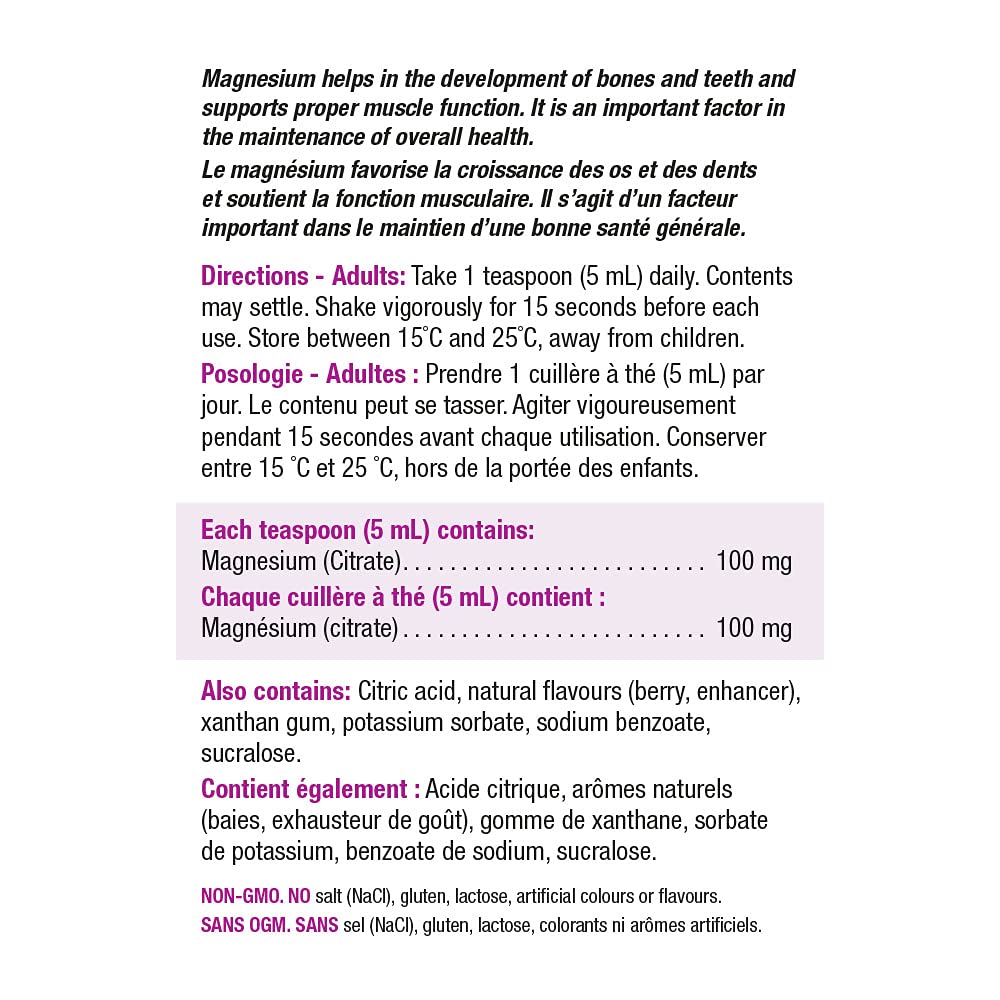 Magnesium helps in the development of bones and teeth and
supports proper muscle function. It is an important factor in
the maintenance of overall health.
Le magnésium favorise la croissance des os et des dents
et soutient la fonction musculaire. Il s’agit d’un facteur
important dans le maintien d’une bonne santé générale.
Directions - Adults: Take 1 teaspoon (5 mL) daily. Contents
may settle. Shake vigorously for 15 seconds before each
use. Store between 15°C and 25°C, away from children.
Posologie - Adultes : Prendre 1 cuillère à thé (5 mL) par
jour. Le contenu peut se tasser. Agiter vigoureusement
pendant 15 secondes avant chaque utilisation. Conserver
entre 15 °C et 25 °C, hors de la portée des enfants.
Each teaspoon (5 mL) contains:
Magnesium (Citrate).......................... 100 mg
Chaque cuillère à thé (5 mL) contient :
Magnésium (citrate).......................... 100 mg
Also contains: Citric acid, natural flavours (berry, enhancer),
xanthan gum, potassium sorbate, sodium benzoate,
sucralose.
Contient également : Acide citrique, arômes naturels
(baies, exhausteur de goût), gomme de xanthane, sorbate
de potassium, benzoate de sodium, sucralose.
NON-GMO. NO salt (NaCl), gluten, lactose, artificial colours or flavours.
SANS OGM. SANS sel (NaCl), gluten, lactose, colorants ni arômes artificiels.